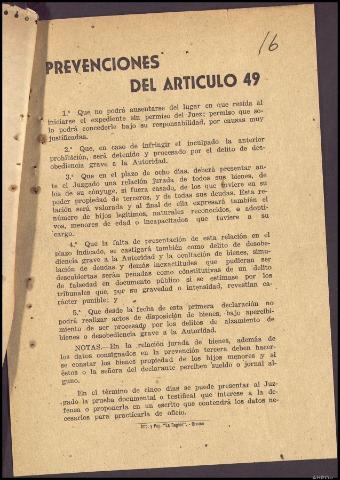 16
PREVENCIONES
DEL ARTICULO 49
1.ª Que no podrá ausentarse del lugar en que resida al
iniciarse el expediente sin permiso del Juez; permiso que so-
lo podrá concederle bajo su responsabilidad, por causas muy
justificadas.
2.ª Que, en caso de infringir el inculpado la anterior
prohibición, será detenido y procesado por el delito de des-
obediencia grave a la Autoridad.
3.ª Que en el plazo de ocho días, deberá presentar an-
te el Juzgado una relación jurada, de todos sus bienes, de
los de su cónyuge, si fuera casado, de los que tuviere en su
poder propiedad de terceros, y de todas sus deudas. Esta re-
lación será valorada y al final de ella expresará también el
número de hijos legítimos, naturales reconocidos, o adopti-
vos, menores de edad o incapacitados que tuviere a su
cargo.
4.ª Que la falta de presentación de esta relación en el
plazo indicado, se castigará también como delito de desobe-
diencia grave a la Autoridad y la ocultación de bienes, simu-
lación de deudas y demás inexactitudes que pudieran ser
descubiertas serán penadas como constitutivas de un delito
de falsedad en documento público si se estimase por los
tribunales que, por su gravedad o intensidad, revestían ca-
rácter punible; y
5.ª Que desde la fecha de esta primera declaración no
podrá realizar actos de disposición de bienes, bajo apercibi-
miento de ser procesado por los delitos de alzamiento de
bienes o desobediencia grave a la Autoridad.
NOTAS.—En la relación jurada de bienes, además de
los datos consignados en la prevención tercera deben hacer-
se constar los bienes propiedad de los hijos menores y si
éstos o la señora del declarante perciben sueldo o jornal al-
guno.
En el término de cinco días se puede presentar al Juz-
gado la prueba documental o testifical que interese a la de-
fensa o proponerla en un escrito que contendrá los datos ne-
cesarios para practicarla de oficio.